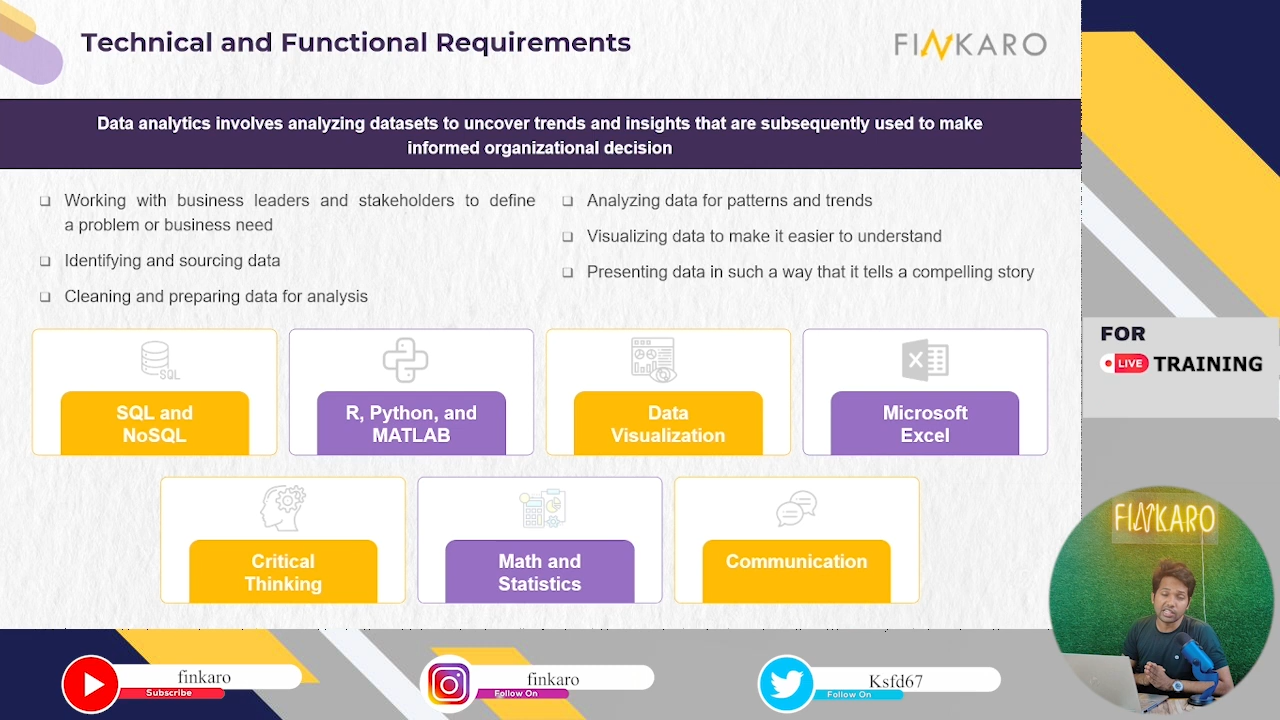 Technical and Functional Requirements
FINKARO
Data analytics involves analyzing datasets to uncover trends and insights that are subsequently used to make
informed organizational decision
Working with business leaders and stakeholders to define
a problem or business need
Identifying and sourcing data
Cleaning and preparing data for analysis
Analyzing data for patterns and trends
Visualizing data to make it easier to understand
Presenting data in such a way that it tells a compelling story
SQL
SQL and
NoSQL
R, Python, and
MATLAB
Data
Visualization
X
Microsoft
Excel
Critical
Thinking
Math and
Statistics
Communication
FOR
LIVE TRAINING
FINKARO
finkaro
Subscribe
finkaro
Follow On
Ksfd67
Follow On